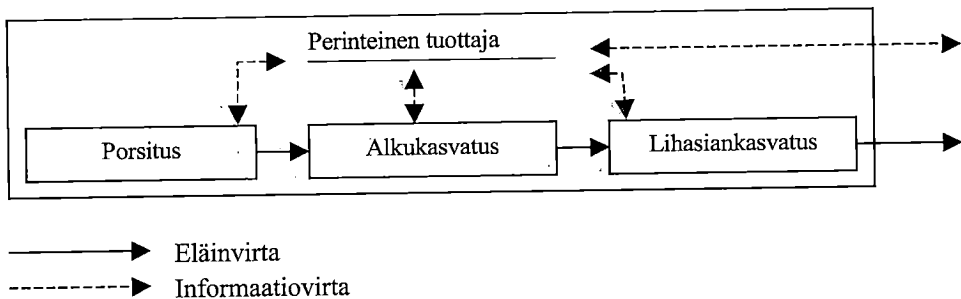 Perinteinen tuottaja
Porsitus
Alkukasvatus
Lihasiankasvatus
Eläinvirta
Informaatiovirta